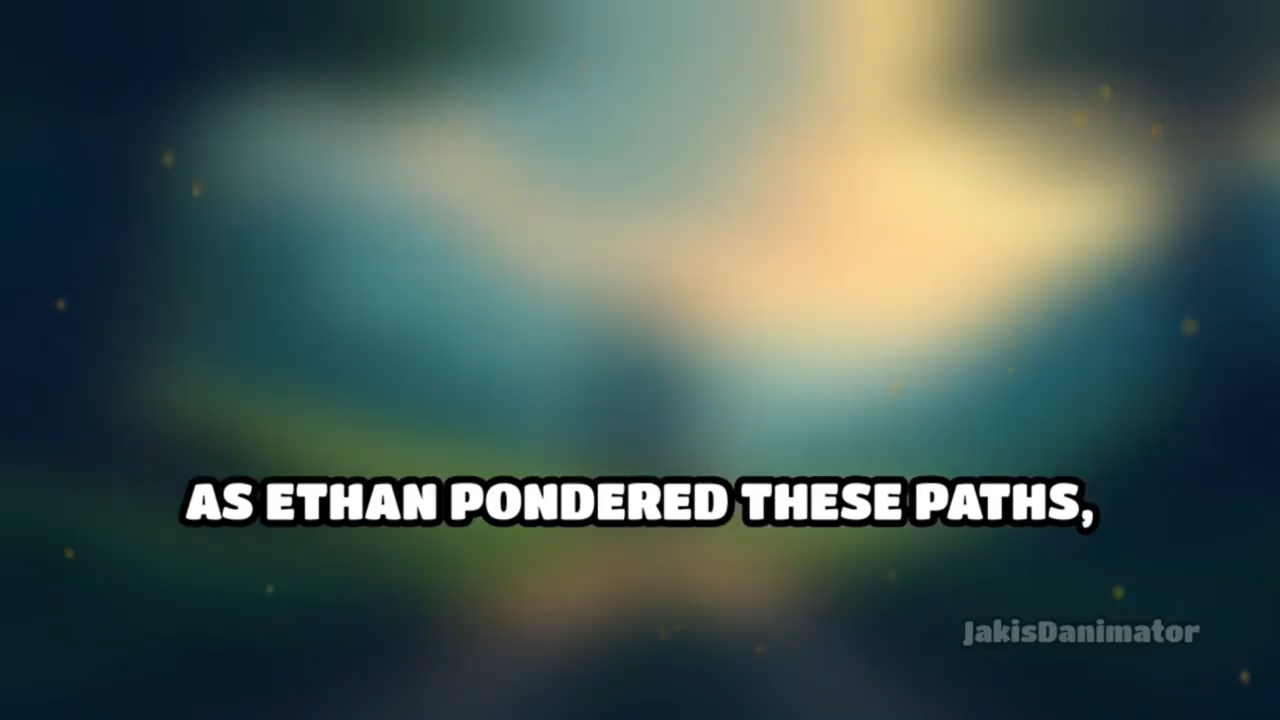 AS ETHAN PONDERED THESE PATHS,
JakisDanimator